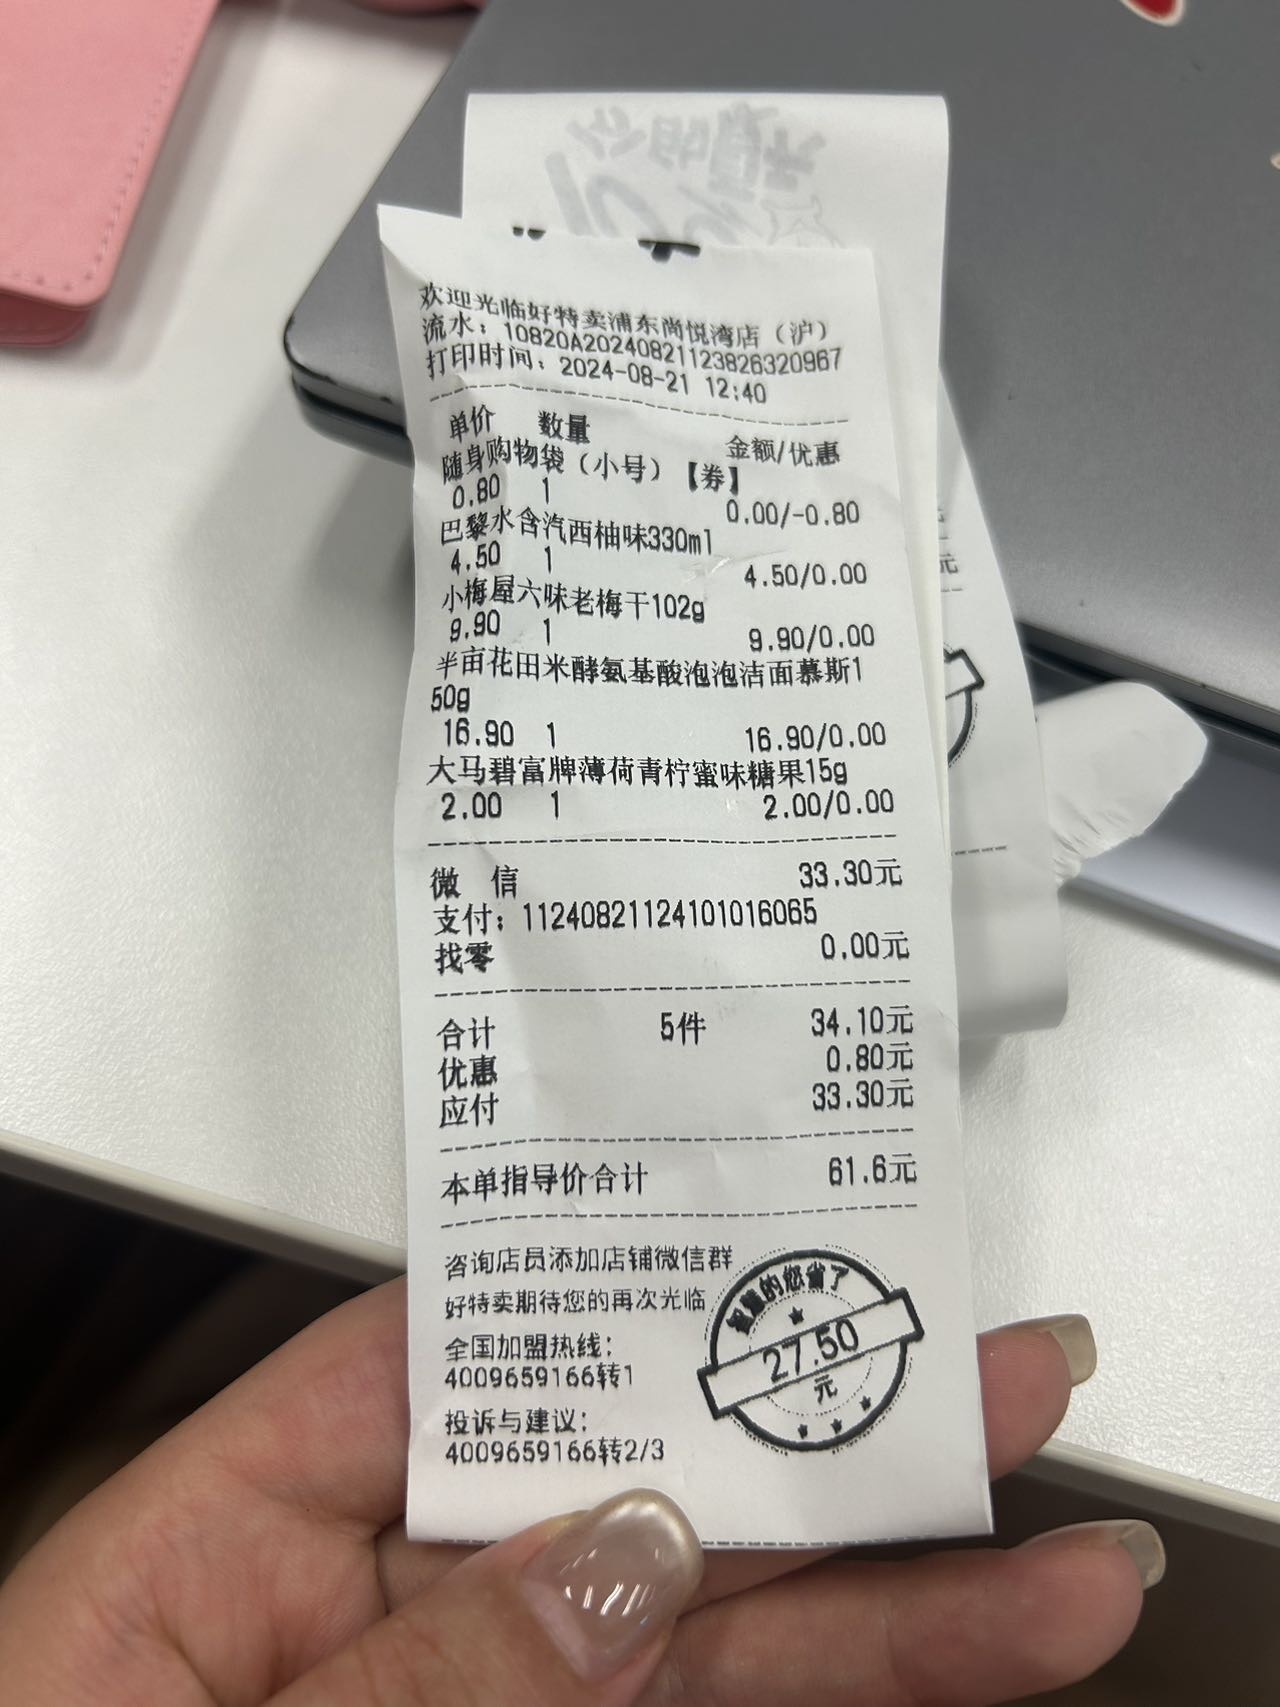 欢迎光临好特卖浦东尚悦湾店（沪）
流水：10820A20240821123826320967
打印时间：2024-08-21 12:40
单价 数量 金额/优惠
随身购物袋（小号）【券】
0.80 1 0.00/-0.80
巴黎水含汽西柚味330ml
4.50 1 4.50/0.00
小梅屋六味老梅干102g
9.90 1 9.90/0.00
半亩花田米酵氨基酸泡泡洁面慕斯1
50g
16.90 1 16.90/0.00
大马碧富牌薄荷青柠蜜味糖果15g
2.00 1 2.00/0.00
微 信 33.30元
支付：11240821124101016065
找零 0.00元
合计 5件 34.10元
优惠 0.80元
应付 33.30元
本单指导价合计 61.6元
咨询店员添加店铺微信群
好特卖期待您的再次光临
全国加盟热线：
4009659166转1
投诉与建议：
4009659166转2/3
的您省了
27.50
元
元